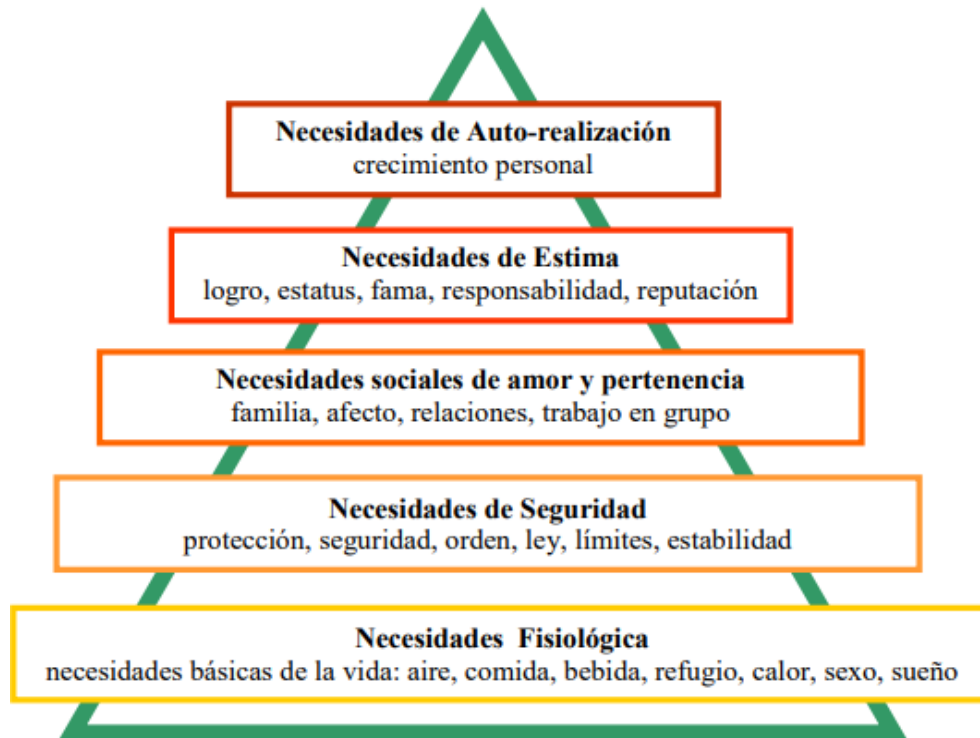 Necesidades de Auto-realización
crecimiento personal
Necesidades de Estima
logro, estatus, fama, responsabilidad, reputación
Necesidades sociales de amor y pertenencia
familia, afecto, relaciones, trabajo en grupo
Necesidades de Seguridad
protección, seguridad, orden, ley, límites, estabilidad
Necesidades Fisiológica
necesidades básicas de la vida: aire, comida, bebida, refugio, calor, sexo, sueño